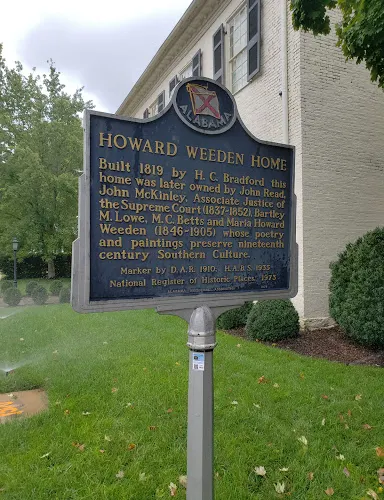 ALABAMA
HOWARD WEEDEN HOME
Built 1819 by H. C. Bradford this
home was later owned by John Read,
John McKinley, Associate Justice of
the Supreme Court (1837-1852), Bartley
M. Lowe, M.C. Betts and Maria Howard
Weeden (1846-1905) whose poetry
and paintings preserve nineteenth
century Southern Culture.
Marker by D.A.R. 1910, H.A.B.S. 1935
National Register of Historic Places, 1973